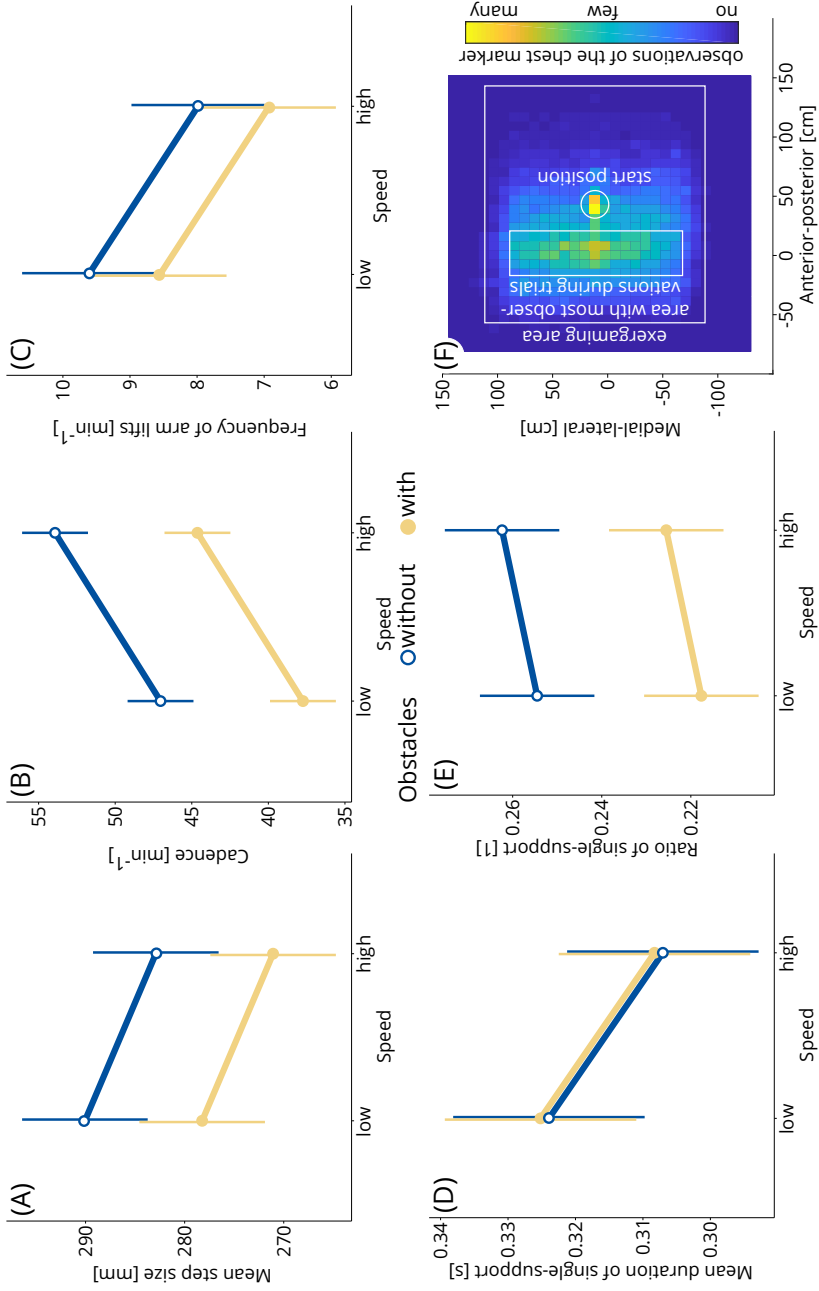 (A)
Mean step size [mm]
290
280
270
low
high
Speed
(B)
Cadence [min⁻¹]
55
50
45
40
35
low
high
Speed
(C)
Frequency of arm lifts [min⁻¹]
10
9
8
7
6
low
high
Speed
Obstacles without with
(D)
Mean duration of single-support [s]
0.34
0.33
0.32
0.31
0.30
low
high
Speed
(E)
Ratio of single-support [1]
0.26
0.24
0.22
low
high
Speed
(F)
Medial-lateral [cm]
150
100
50
0
-50
-100
-50
0
50
100
150
Anterior-posterior [cm]
exergaming area
area with most obser-
vations during trials
start position
observations of the chest marker
no
few
many